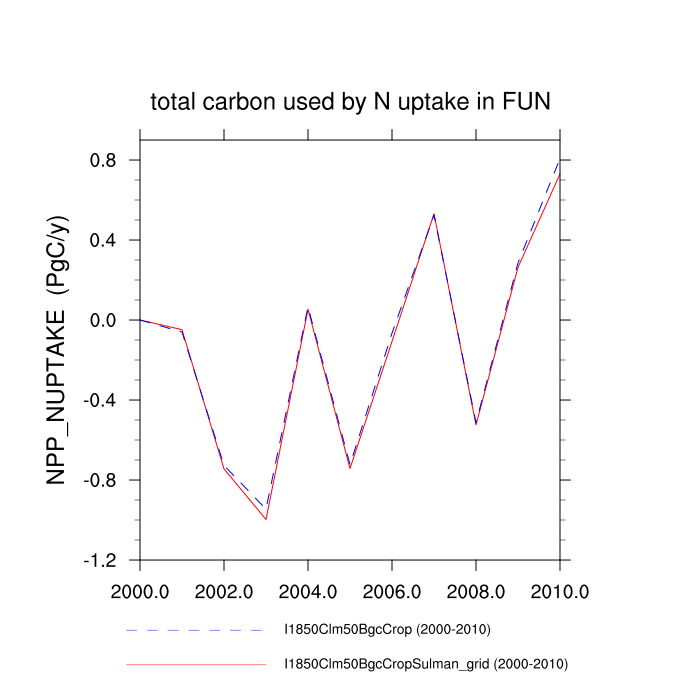 total carbon used by N uptake in FUN
NPP_NUPTAKE (PgC/y)
0.8
0.4
0.0
-0.4
-0.8
-1.2
2000.0 2002.0 2004.0 2006.0 2008.0 2010.0
I1850Clm50BgcCrop (2000-2010)
I1850Clm50BgcCropSulman_grid (2000-2010)